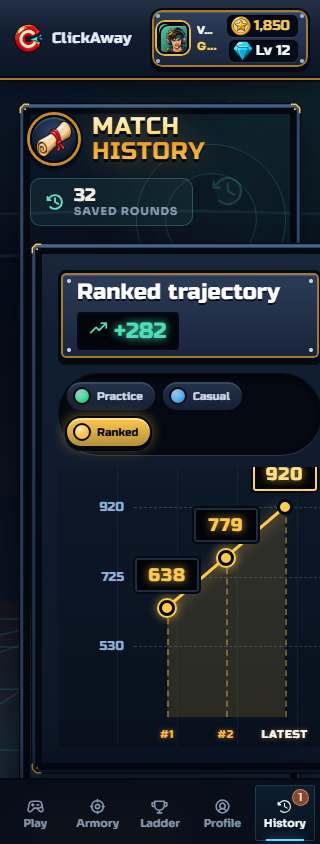 ClickAway
V...
G...
1,850
Lv 12
MATCH
HISTORY
32
SAVED ROUNDS
Ranked trajectory
+282
Practice
Casual
Ranked
920
920
779
638
725
530
#1
#2
LATEST
1
Play
Armory
Ladder
Profile
History